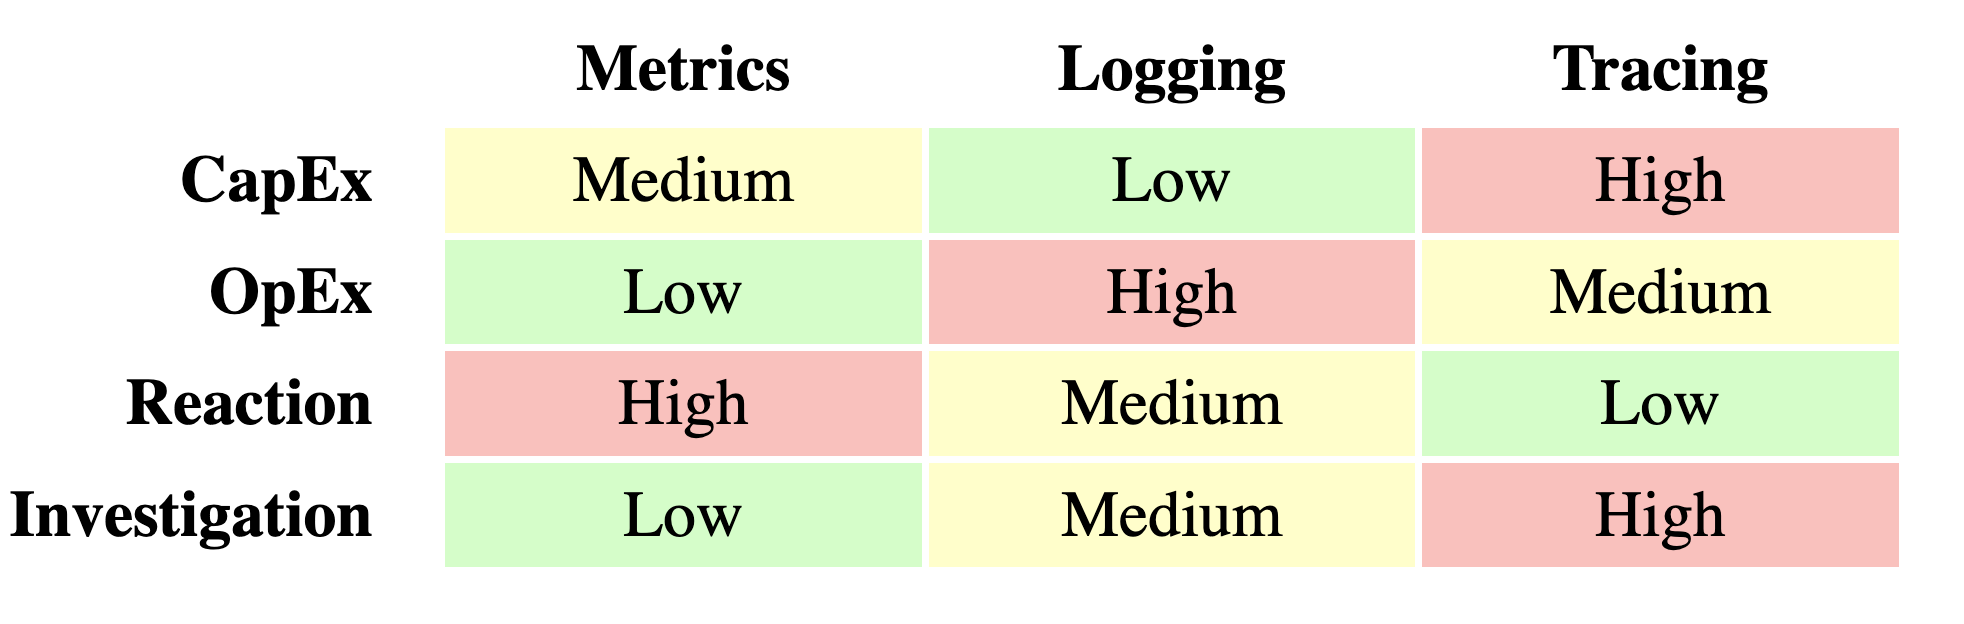 Metrics Logging Tracing
CapEx Medium Low High
OpEx Low High Medium
Reaction High Medium Low
Investigation Low Medium High